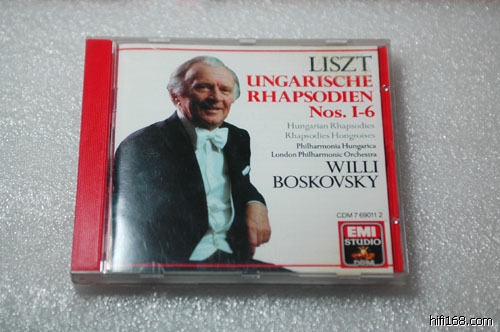 LISZT
UNGARISCHE
RHAPSODIEN
Nos. I-6
Hungarian Rhapsodies
Rhapsodies Hongroises
Philharmonia Hungarica
London Philharmonic Orchestra
WILLI
BOSKOVSKY
CDM 7 69011 2
EMI
STUDIO
DRM
hifi168.com